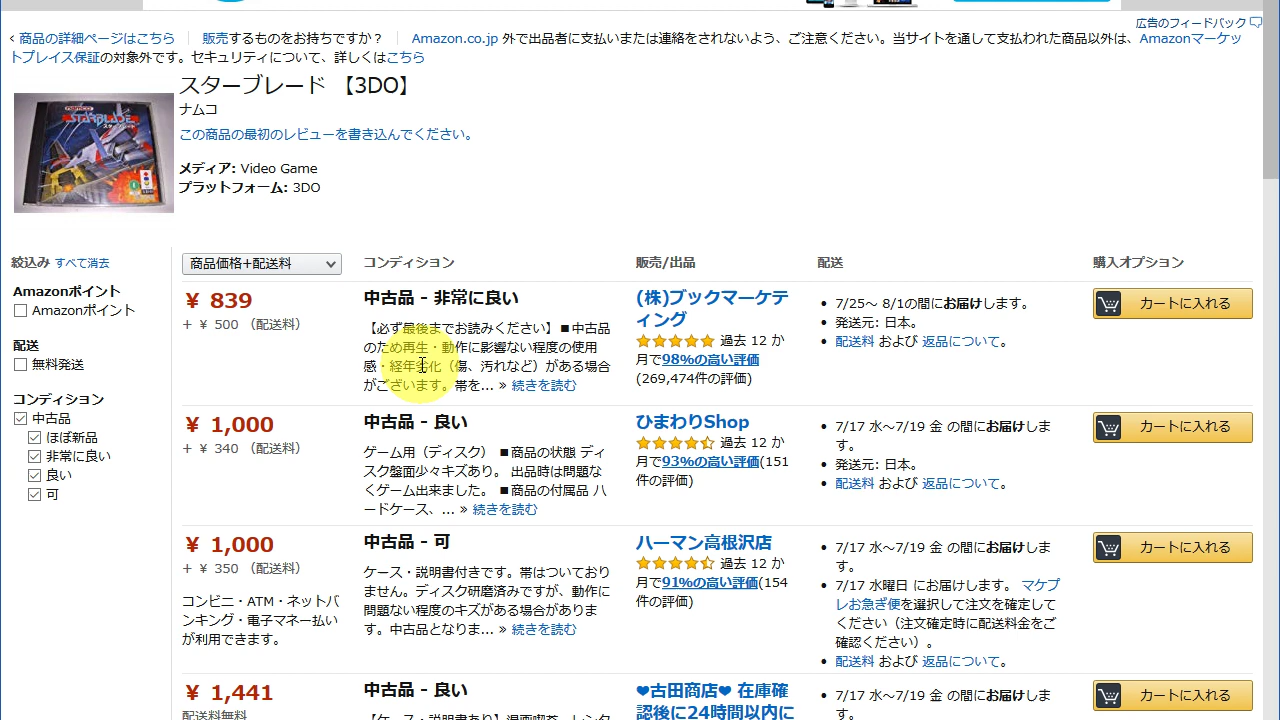 広告のフィードバック
‹ 商品の詳細ページはこちら 販売するものをお持ちですか？ Amazon.co.jp 外で出品者に支払いまたは連絡をされないよう、ご注意ください。当サイトを通して支払われた商品以外は、Amazonマーケッ
トプレイス保証の対象外です。セキュリティについて、詳しくはこちら
スターブレード 【3DO】
ナムコ
この商品の最初のレビューを書き込んでください。
メディア: Video Game
プラットフォーム: 3DO
namco
STARBLADE
スターブレード
絞込み すべて消去
Amazonポイント
Amazonポイント
配送
無料発送
コンディション
中古品
ほぼ新品
非常に良い
良い
可
商品価格+配送料 コンディション 販売/出品 配送 購入オプション
¥ 839
+ ¥ 500 （配送料）
中古品 - 非常に良い
【必ず最後までお読みください】■中古品
のため再生・動作に影響ない程度の使用
感・経年劣化（傷、汚れなど）がある場合
がございます。帯を... » 続きを読む
(株)ブックマーケテ
ィング
過去 12 か
月で98%の高い評価
(269,474件の評価)
• 7/25～ 8/1の間にお届けします。
• 発送元: 日本。
• 配送料 および 返品について。
カートに入れる
¥ 1,000
+ ¥ 340 （配送料）
中古品 - 良い
ゲーム用（ディスク） ■商品の状態 ディ
スク盤面少々キズあり。 出品時は問題な
くゲーム出来ました。 ■商品の付属品 ハ
ードケース、... » 続きを読む
ひまわりShop
過去 12 か
月で93%の高い評価(151
件の評価)
• 7/17 水～7/19 金 の間にお届けしま
す。
• 発送元: 日本。
• 配送料 および 返品について。
カートに入れる
¥ 1,000
+ ¥ 350 （配送料）
コンビニ・ATM・ネットバ
ンキング・電子マネー払い
が利用できます。
中古品 - 可
ケース・説明書付きです。帯はついており
ません。ディスク研磨済みですが、動作に
問題ない程度のキズがある場合がありま
す。中古品となりま... » 続きを読む
ハーマン高根沢店
過去 12 か
月で91%の高い評価(154
件の評価)
• 7/17 水～7/19 金 の間にお届けしま
す。
• 7/17 水曜日 にお届けします。 マケプ
レお急ぎ便を選択して注文を確定して
ください（注文確定時に配送料金をご
確認ください）。
• 配送料 および 返品について。
カートに入れる
¥ 1,441
配送料無料
中古品 - 良い
❤古田商店❤ 在庫確
認後に24時間以内に
• 7/17 水～7/19 金 の間にお届けしま
す。
カートに入れる